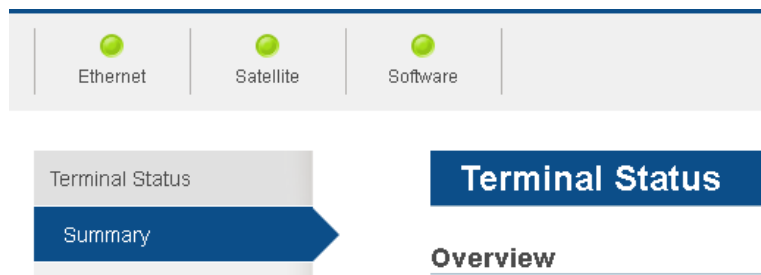 Ethernet Satellite Software
Terminal Status
Summary
Terminal Status
Overview